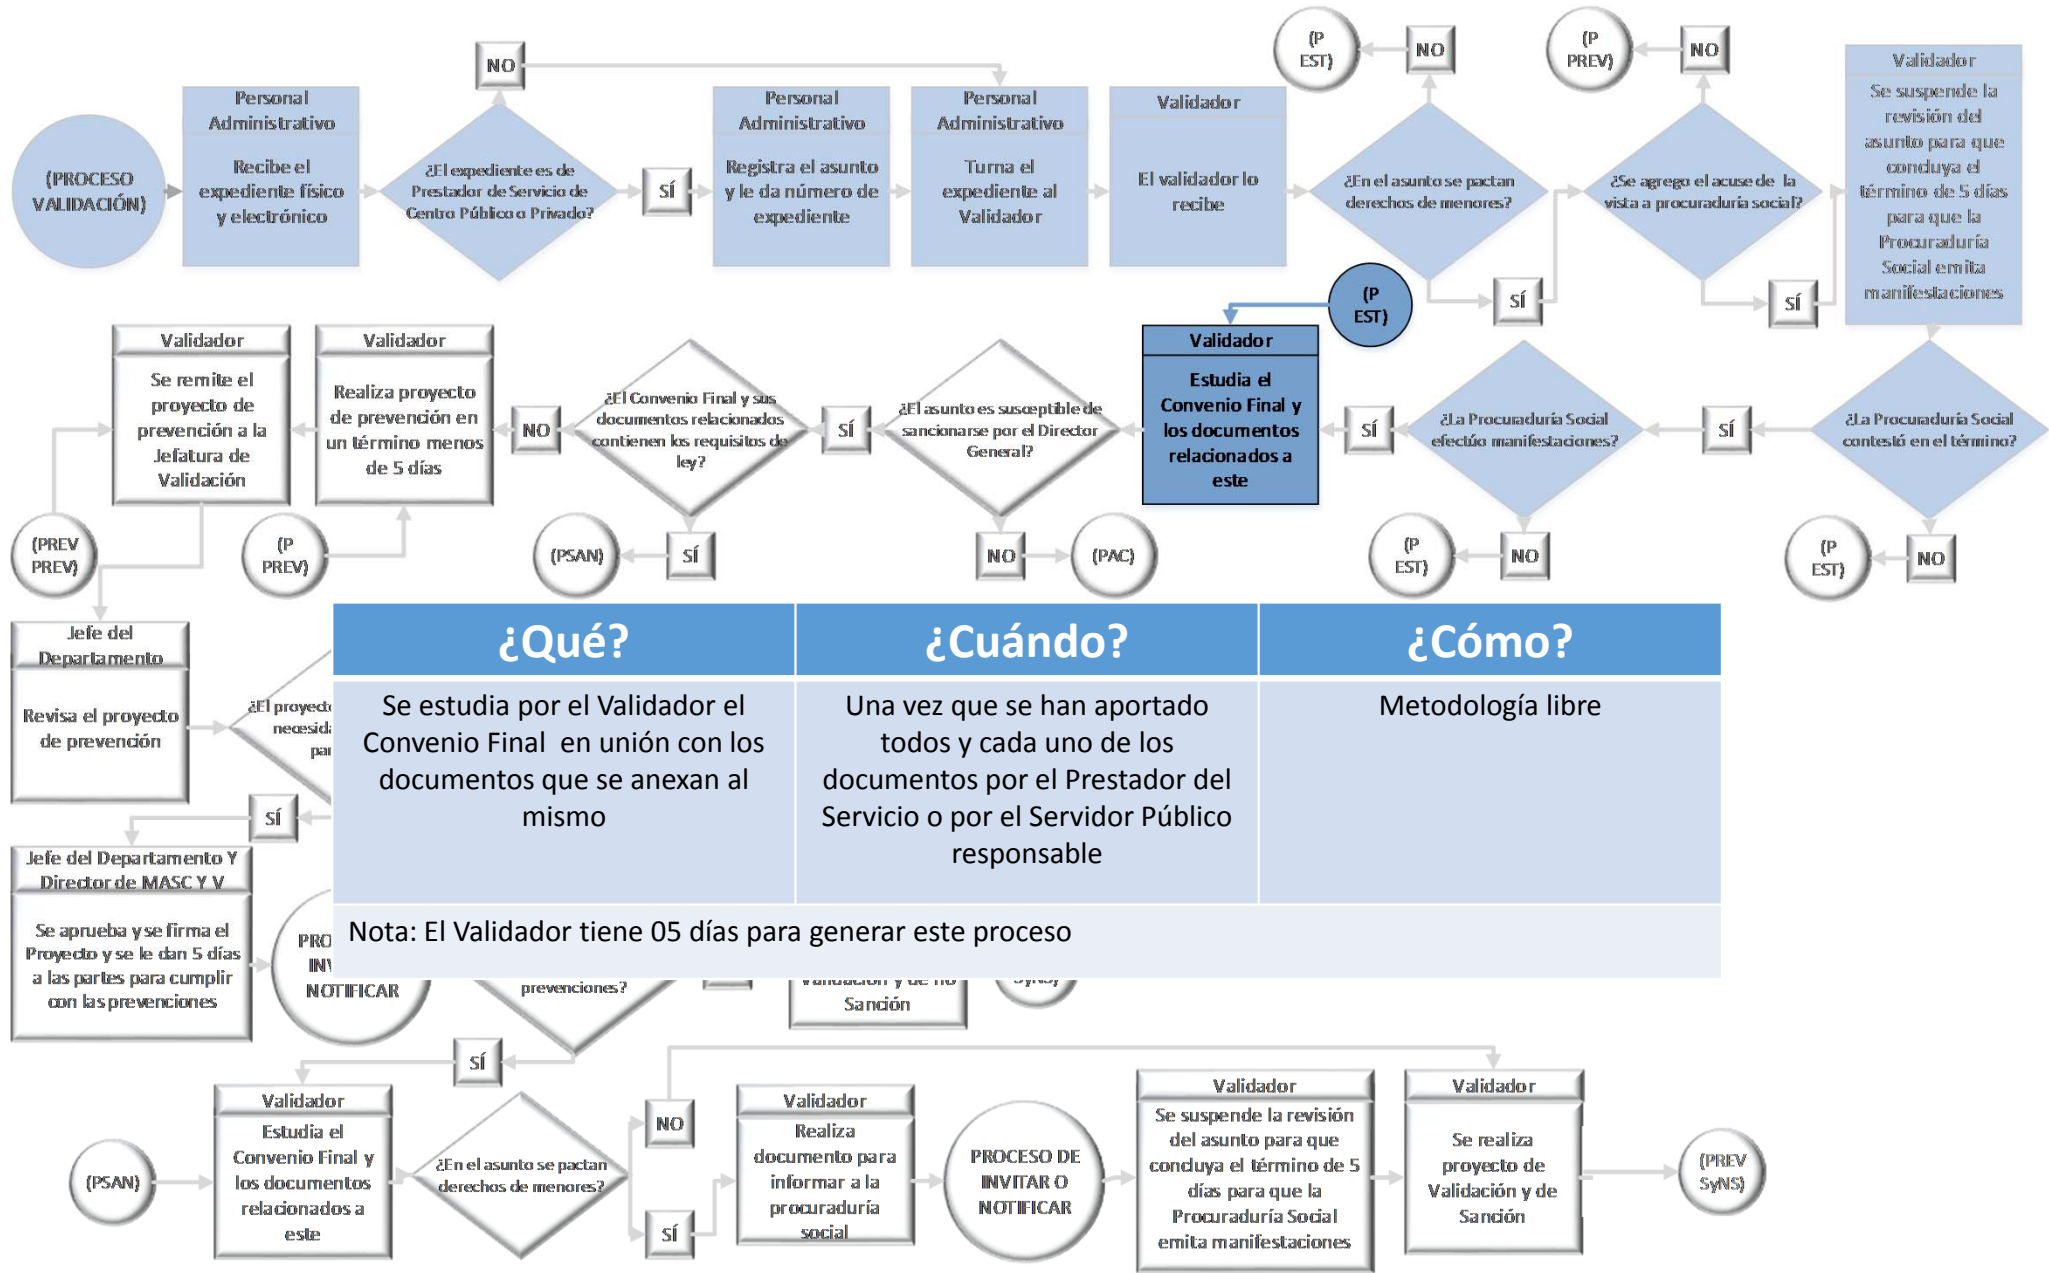 (PROCESO
VALIDACIÓN)
Personal
Administrativo
Recibe el
expediente físico
y electrónico
NO
¿El expediente es de
Prestador de Servicio de
Centro Público o Privado?
SÍ
Personal
Administrativo
Registra el asunto
y le da número de
expediente
Personal
Administrativo
Turna el
expediente al
Validador
Validador
El validador lo
recibe
(P
EST)
NO
¿En el asunto se pactan
derechos de menores?
SÍ
(P
PREV)
NO
¿Se agrego el acuse de la
vista a procuraduría social?
SÍ
Validador
Se suspende la
revisión del
asunto para que
concluya el
término de 5 días
para que la
Procuraduría
Social emita
manifestaciones
¿La Procuraduría Social
contestó en el término?
NO
(P
EST)
SÍ
¿La Procuraduría Social
efectúo manifestaciones?
NO
(P
EST)
SÍ
(P
EST)
Validador
Estudia el
Convenio Final y
los documentos
relacionados a
este
¿El asunto es susceptible de
sancionarse por el Director
General?
NO
(PAC)
SÍ
¿El Convenio Final y sus
documentos relacionados
contienen los requisitos de
ley?
SÍ
(PSAN)
NO
Validador
Realiza proyecto
de prevención en
un término menos
de 5 días
(P
PREV)
Validador
Se remite el
proyecto de
prevención a la
Jefatura de
Validación
(PREV
PREV)
Jefe del
Departamento
Revisa el proyecto
de prevención
¿El proyecto
SÍ
Jefe del Departamento Y
Director de MASC Y V
Se aprueba y se firma el
Proyecto y se le dan 5 días
a las partes para cumplir
con las prevenciones
NOTIFICAR
prevenciones?
Validación y de no
Sanción
¿Qué?
¿Cuándo?
¿Cómo?
Se estudia por el Validador el
Convenio Final en unión con los
documentos que se anexan al
mismo
Una vez que se han aportado
todos y cada uno de los
documentos por el Prestador del
Servicio o por el Servidor Público
responsable
Metodología libre
Nota: El Validador tiene 05 días para generar este proceso
SÍ
(PSAN)
Validador
Estudia el
Convenio Final y
los documentos
relacionados a
este
¿En el asunto se pactan
derechos de menores?
NO
SÍ
Validador
Realiza
documento para
informar a la
procuraduría
social
PROCESO DE
INVITAR O
NOTIFICAR
Validador
Se suspende la revisión
del asunto para que
concluya el término de 5
días para que la
Procuraduría Social
emita manifestaciones
Validador
Se realiza
proyecto de
Validación y de
Sanción
(PREV
SyNS)